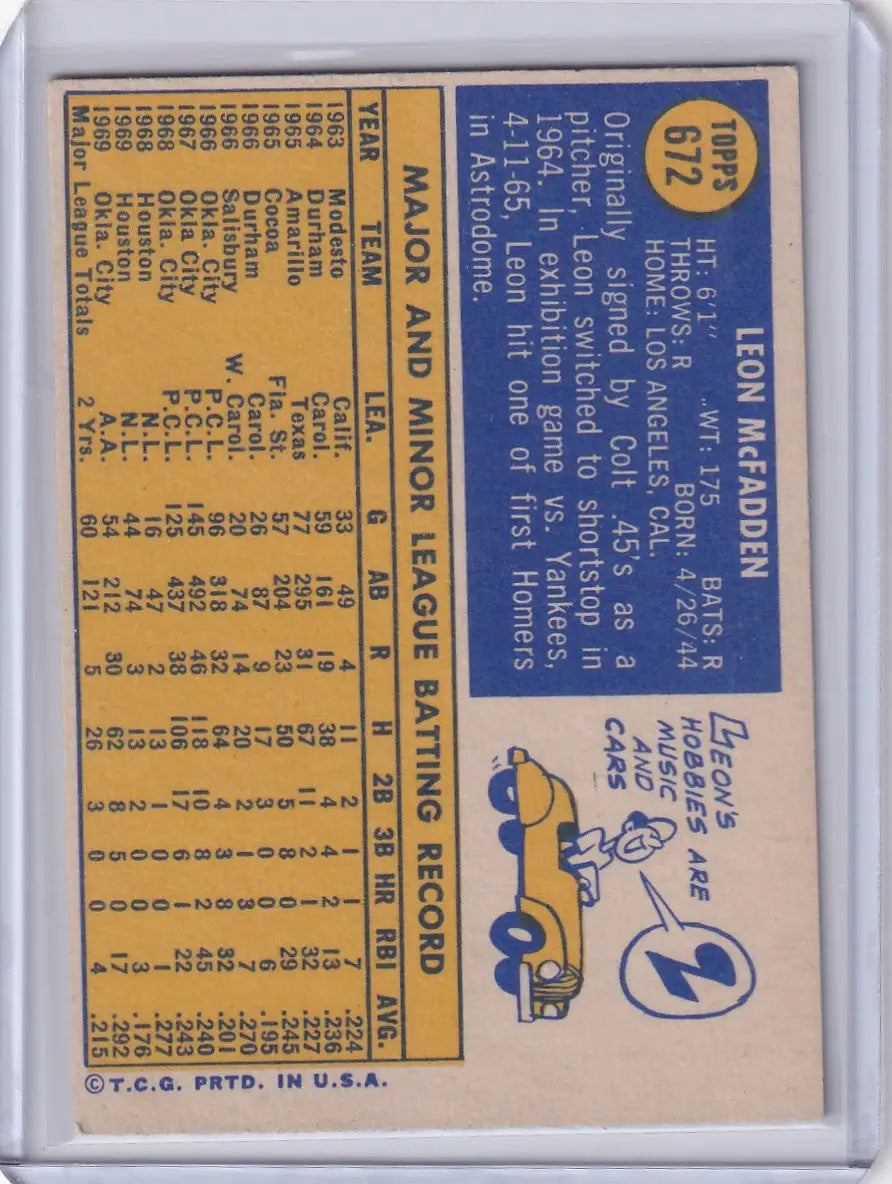 TOPPS
672
LEON McFADDEN
HT: 6'1" WT: 175 BATS: R
THROWS: R BORN: 4/26/44
HOME: LOS ANGELES, CAL.
Originally signed by Colt .45's as a
pitcher, Leon switched to shortstop in
1964. In exhibition game vs. Yankees,
4-11-65, Leon hit one of first Homers
in Astrodome.
LEON'S
HOBBIES ARE
MUSIC
AND
CARS
Z
MAJOR AND MINOR LEAGUE BATTING RECORD
YEAR TEAM LEA. G AB R H 2B 3B HR RBI AVG.
1963 Modesto Calif. 33 49 4 11 2 1 1 7 .224
1964 Durham Carol. 59 161 19 38 4 4 2 13 .236
1965 Amarillo Texas 77 295 31 67 11 2 1 32 .227
1965 Cocoa Fla. St. 57 204 23 50 5 8 0 29 .245
1966 Durham Carol. 26 87 9 17 3 0 0 6 .195
1966 Salisbury W. Carol. 20 74 14 20 2 1 3 7 .270
1966 Okla. City P.C.L. 96 318 32 64 4 3 8 32 .201
1967 Okla City P.C.L. 145 492 46 118 10 8 2 45 .240
1968 Okla. City P.C.L. 125 437 38 106 17 6 1 22 .243
1968 Houston N.L. 16 47 2 13 1 0 0 1 .277
1969 Houston N.L. 44 74 3 13 2 0 0 3 .176
1969 Okla. City A.A. 54 212 30 62 8 5 0 17 .292
Major League Totals 2 Yrs. 60 121 5 26 3 0 0 4 .215
©T.C.G. PRTD. IN U.S.A.